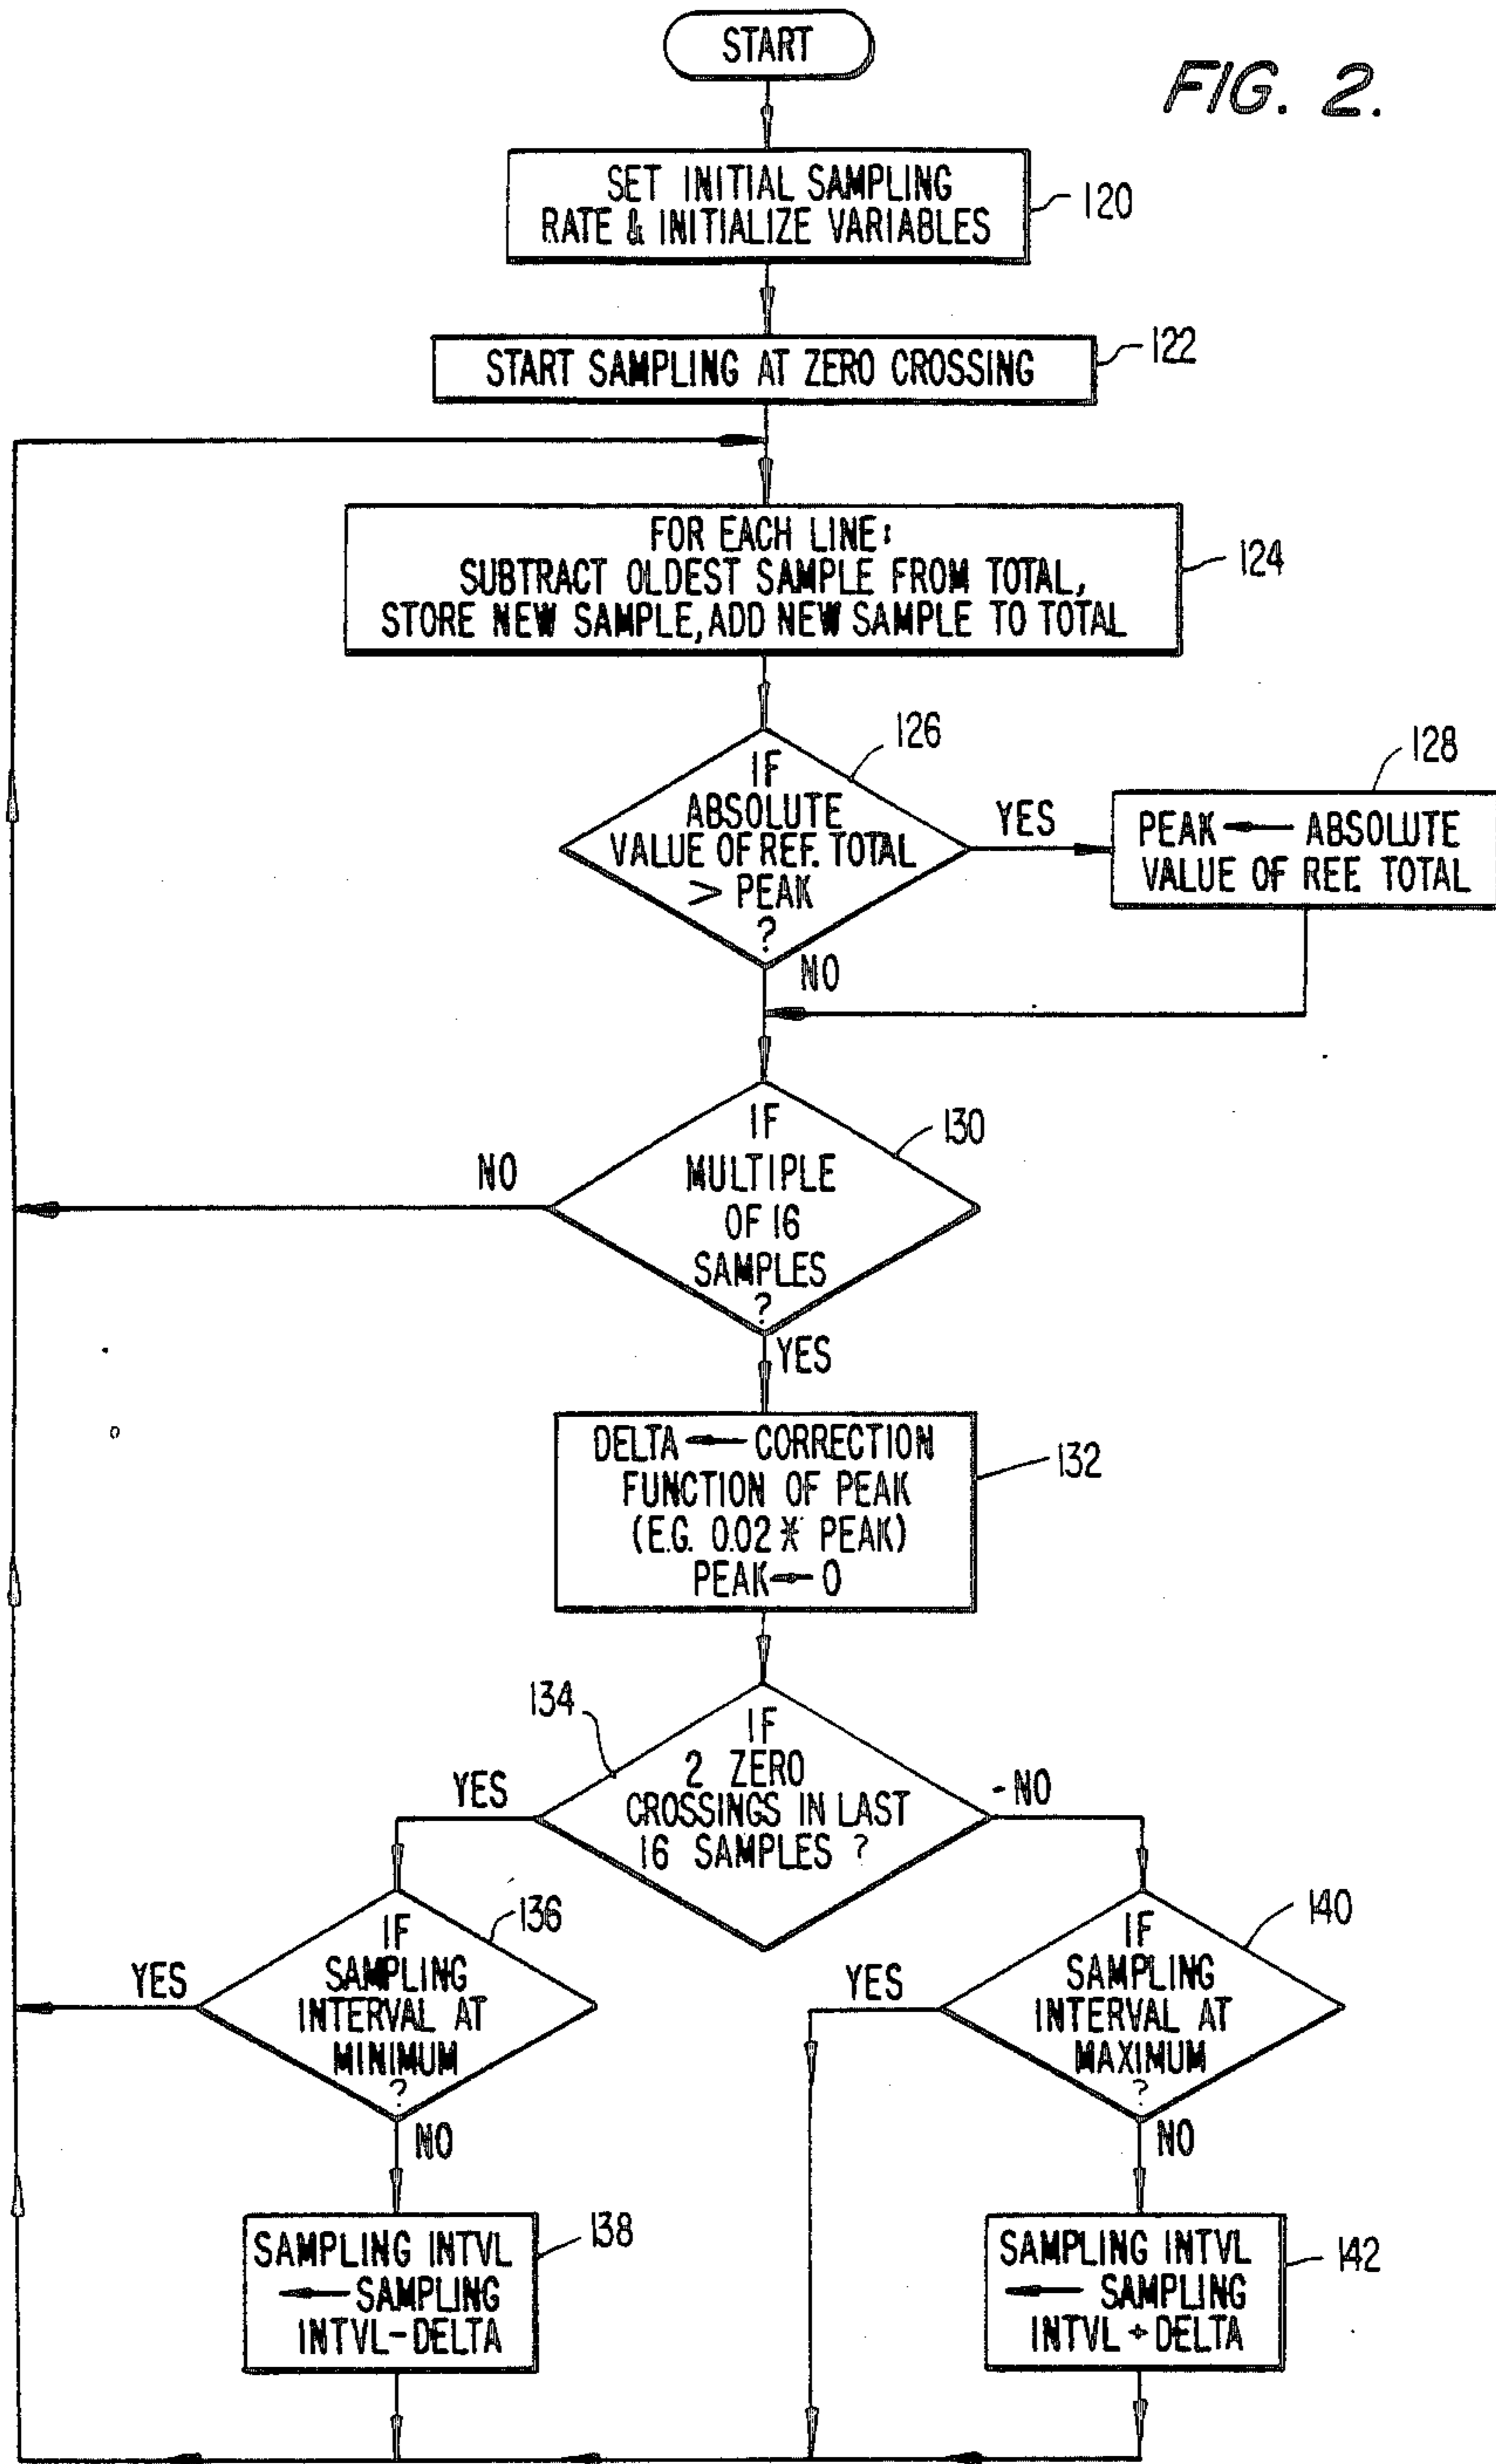 START
FIG. 2.
SET INITIAL SAMPLING
RATE & INITIALIZE VARIABLES
120
START SAMPLING AT ZERO CROSSING
122
FOR EACH LINE:
SUBTRACT OLDEST SAMPLE FROM TOTAL,
STORE NEW SAMPLE, ADD NEW SAMPLE TO TOTAL
124
IF
ABSOLUTE
VALUE OF REF. TOTAL
> PEAK
?
126
YES
NO
PEAK ← ABSOLUTE
VALUE OF REE TOTAL
128
IF
MULTIPLE
OF 16
SAMPLES
?
130
NO
YES
DELTA ← CORRECTION
FUNCTION OF PEAK
(E.G. 0.02 * PEAK)
PEAK ← 0
132
IF
2 ZERO
CROSSINGS IN LAST
16 SAMPLES ?
134
YES
-NO
IF
SAMPLING
INTERVAL AT
MINIMUM
?
136
YES
NO
IF
SAMPLING
INTERVAL AT
MAXIMUM
?
140
YES
NO
SAMPLING INTVL
← SAMPLING
INTVL-DELTA
138
SAMPLING INTVL
← SAMPLING
INTVL + DELTA
142